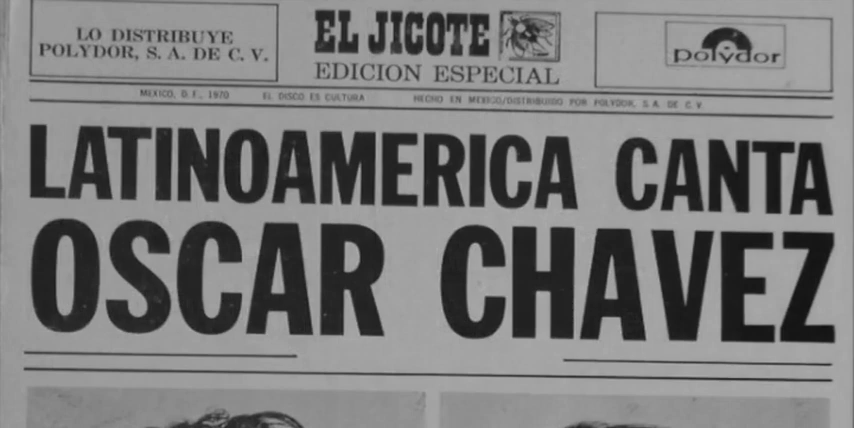 LO DISTRIBUYE
POLYDOR, S. A. DE C. V.
EL JICOTE
EDICION ESPECIAL
polydor
MEXICO, D. F., 1970 EL DISCO ES CULTURA HECHO EN MEXICO/DISTRIBUIDO POR POLYDOR, S.A. DE C. V.
LATINOAMERICA CANTA
OSCAR CHAVEZ